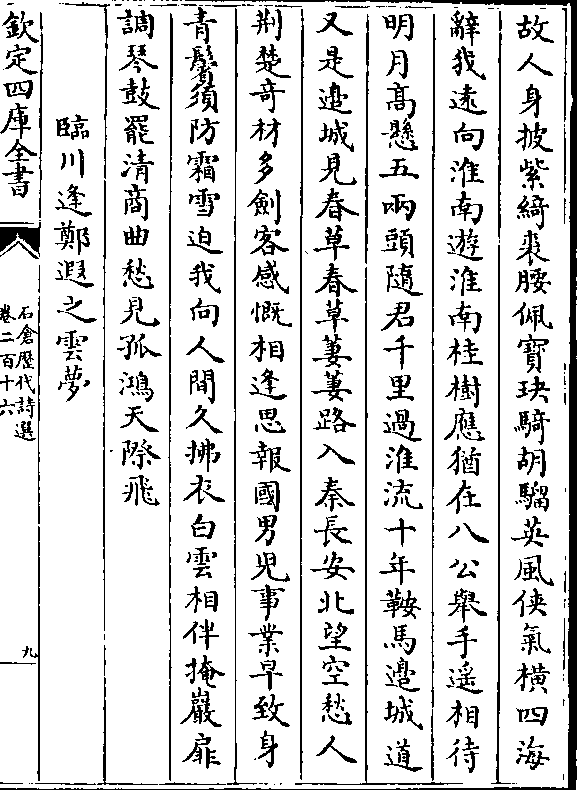 故人身披紫綺裘腰佩寶玦騎胡騮英風俠氣橫四海
辭我遠向淮南遊淮南桂樹應猶在八公舉手遥相待
明月髙懸五兩頭隨君千里過淮流十年鞍馬邉城道
又是邉城見春草春草萋萋路入秦長安北望空愁人
荆楚竒材多劍客感慨相逢思報國男兒事業早致身
青鬢須防霜雪迫我向人間久拂衣白雲相伴掩巖扉
調琴鼓罷清商曲愁見孤鴻天際飛
臨川逢鄭遐之雲夢
欽定四庫全書
石倉歴代詩選
卷二百十六
九